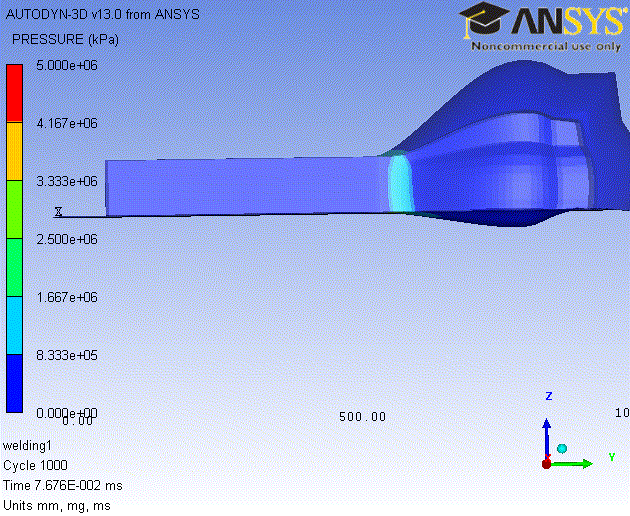 AUTODYN-3D v13.0 from ANSYS
PRESSURE (kPa)
ANSYS
Noncommercial use only
5.000e+06
4.167e+06
3.333e+06
2.500e+06
1.667e+06
8.333e+05
0.000e+00
X
0.00
500.00
10
Z
Y
welding1
Cycle 1000
Time 7.676E-002 ms
Units mm, mg, ms